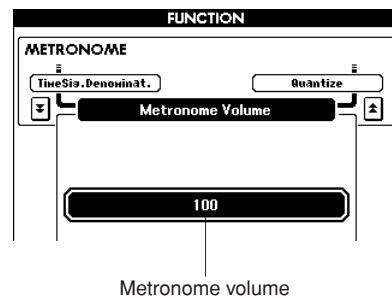 FUNCTION
METRONOME
TimeSig.Denominat.) Quantize
Metronome Volume
100
Metronome volume